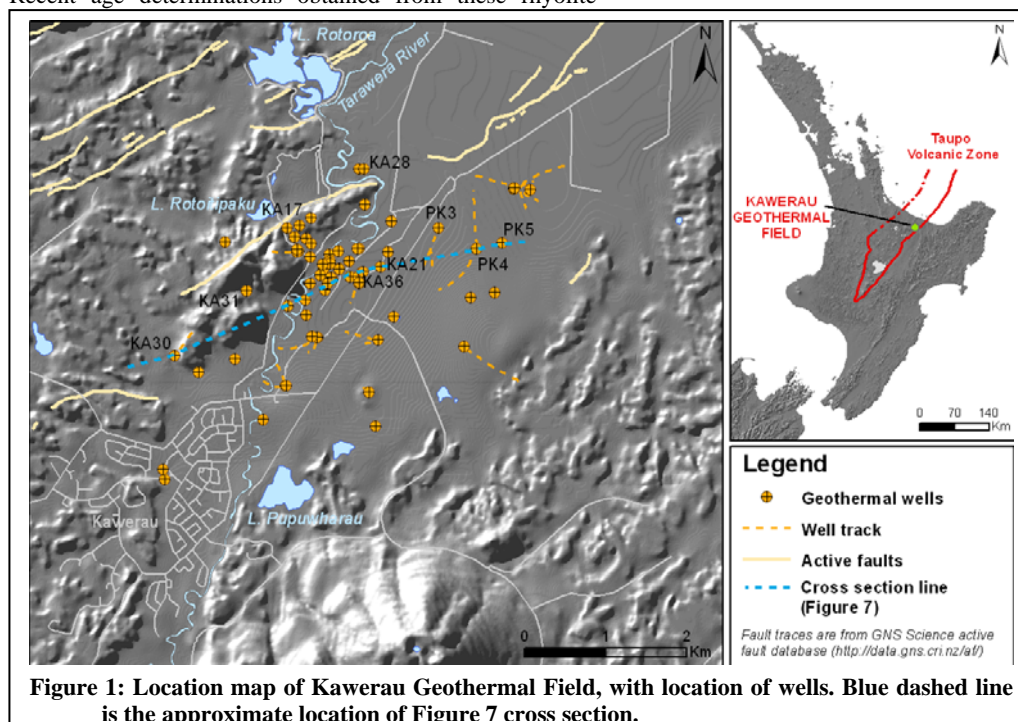 Recent age determinations obtained from these rhyolite
L. Rotoroa
Tarawera River
N
KA28
L. Rotoitipaku
KA17
PK3
PK5
PK4
KA21
KA36
KA31
KA30
Kawerau
L. Pupuwharau
0 2
Km
N
Taupo
Volcanic Zone
KAWERAU
GEOTHERMAL
FIELD
0 70 140
Km
Legend
Geothermal wells
Well track
Active faults
Cross section line
(Figure 7)
Fault traces are from GNS Science active
fault database (http://data.gns.cri.nz/af/)
Figure 1: Location map of Kawerau Geothermal Field, with location of wells. Blue dashed line
is the approximate location of Figure 7 cross section.